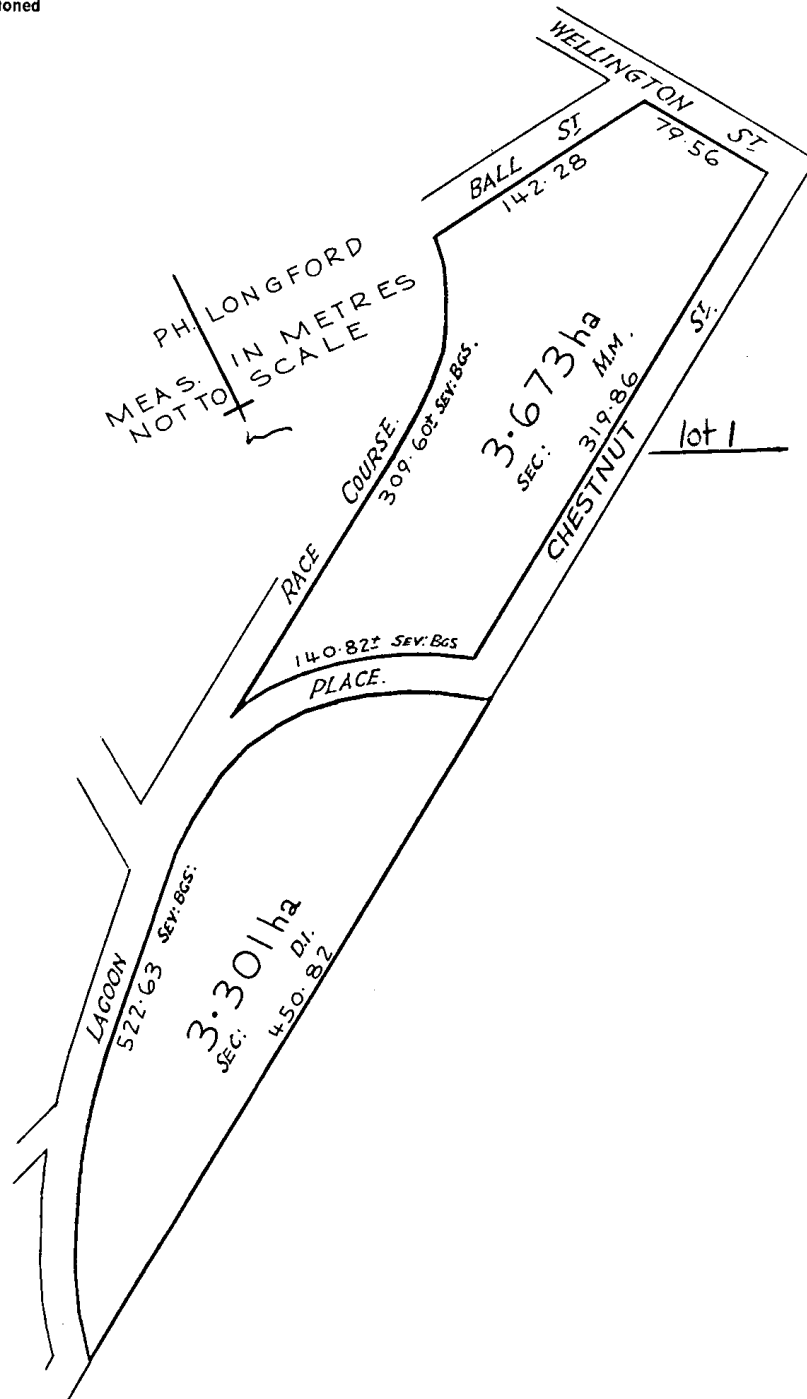 toned
WELLINGTON ST
79·56
BALL ST
142·28
PH. LONGFORD
MEAS. IN METRES
NOT TO SCALE
RACE COURSE.
309·60± SEV: BGS.
3·673ha
SEC: M.M.
319·86
CHESTNUT ST.
lot 1
140·82± SEV: BGS
PLACE.
LAGOON
522·63 SEV: BGS:
3·301ha
SEC: D.I.
450·82